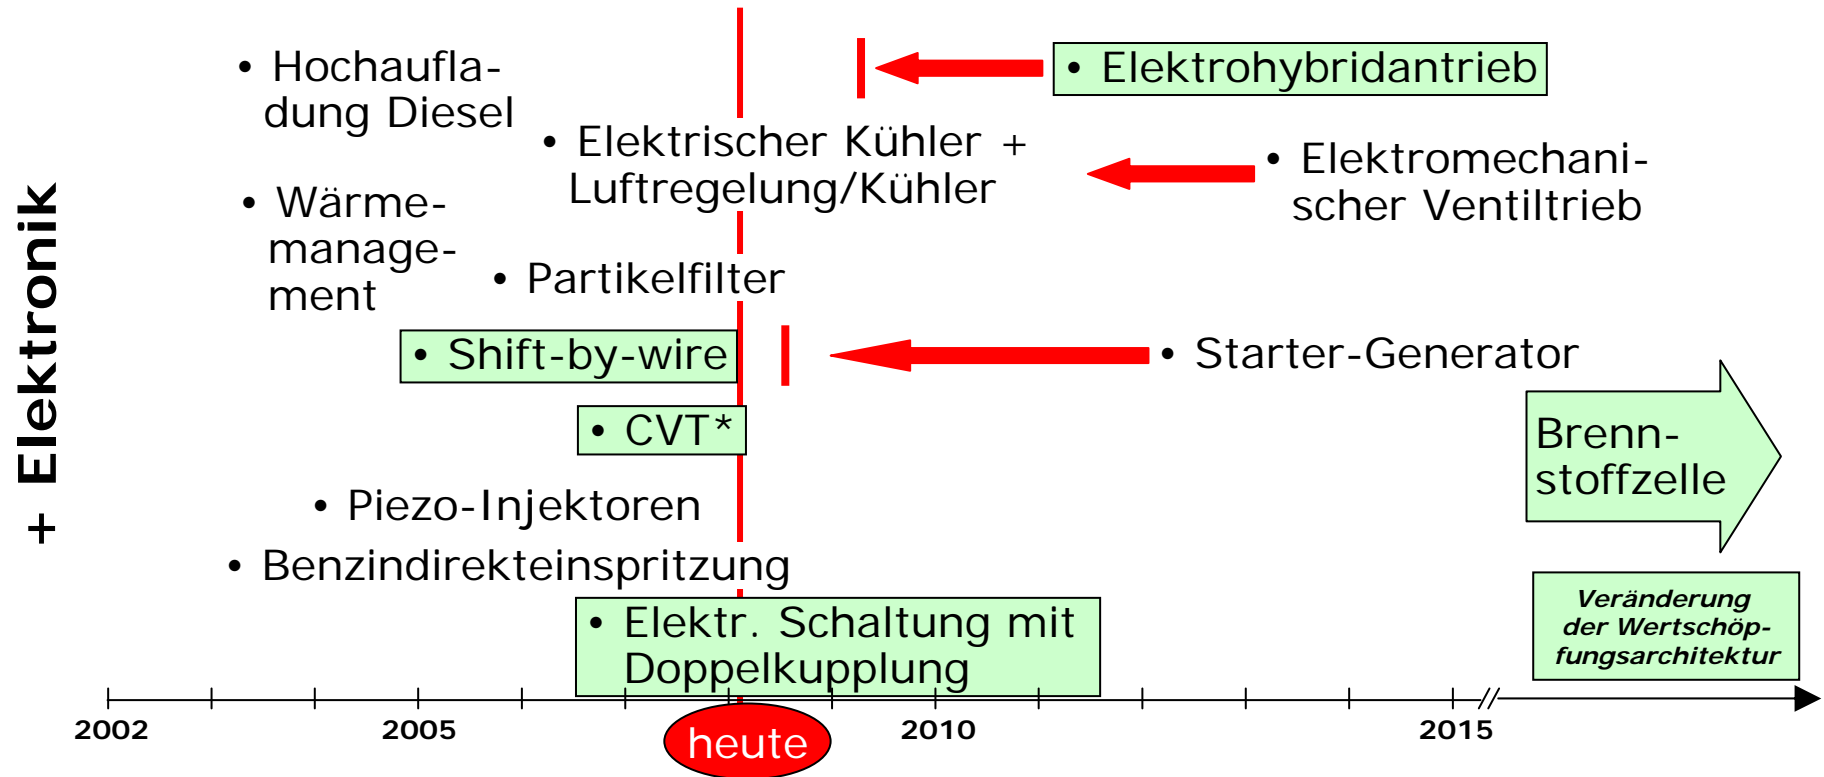 + Elektronik
• Hochaufla-
dung Diesel
• Elektrohybridantrieb
• Elektrischer Kühler +
Luftregelung/Kühler
• Elektromechani-
scher Ventiltrieb
• Wärme-
manage-
ment
• Partikelfilter
• Shift-by-wire
• Starter-Generator
• CVT*
Brenn-
stoffzelle
• Piezo-Injektoren
• Benzindirekteinspritzung
• Elektr. Schaltung mit
Doppelkupplung
Veränderung
der Wertschöp-
fungsarchitektur
2002
2005
heute
2010
2015